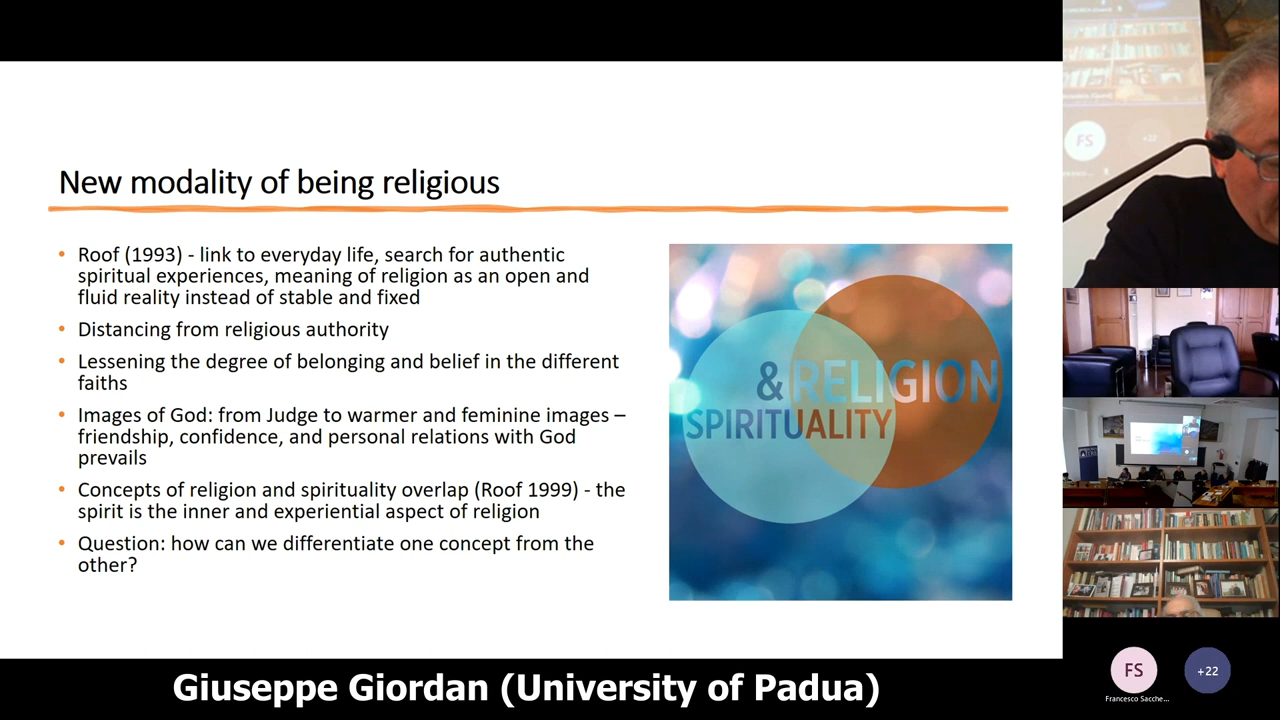 New modality of being religious
• Roof (1993) - link to everyday life, search for authentic
spiritual experiences, meaning of religion as an open and
fluid reality instead of stable and fixed
• Distancing from religious authority
• Lessening the degree of belonging and belief in the different
faiths
• Images of God: from Judge to warmer and feminine images –
friendship, confidence, and personal relations with God
prevails
• Concepts of religion and spirituality overlap (Roof 1999) - the
spirit is the inner and experiential aspect of religion
• Question: how can we differentiate one concept from the
other?
& RELIGION
SPIRITUALITY
Giuseppe Giordan (University of Padua)
FS
+22
FS
Francesco Sacche...
+22